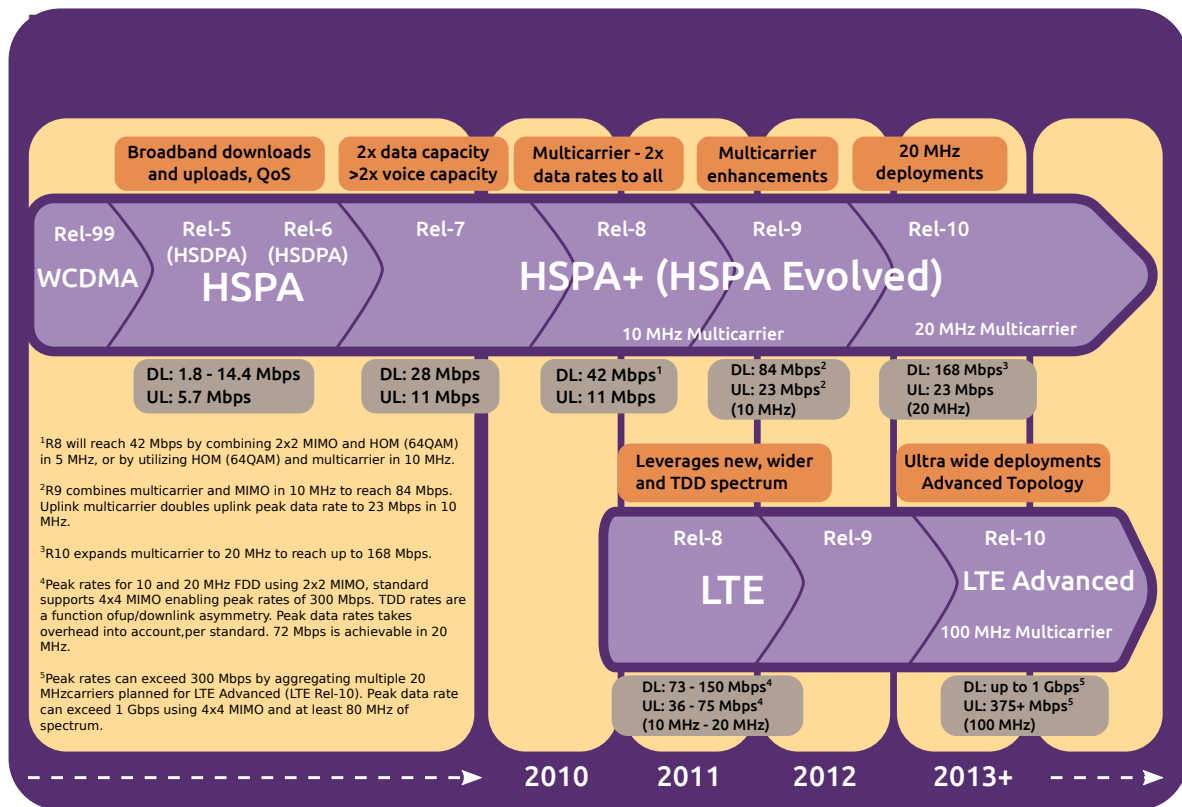 Broadband downloads
and uploads, QoS
2x data capacity
>2x voice capacity
Multicarrier - 2x
data rates to all
Multicarrier
enhancements
20 MHz
deployments
Rel-99
WCDMA
Rel-5
(HSDPA)
Rel-6
(HSDPA)
HSPA
Rel-7
Rel-8
Rel-9
Rel-10
HSPA+ (HSPA Evolved)
10 MHz Multicarrier
20 MHz Multicarrier
DL: 1.8 - 14.4 Mbps
UL: 5.7 Mbps
DL: 28 Mbps
UL: 11 Mbps
DL: 42 Mbps¹
UL: 11 Mbps
DL: 84 Mbps²
UL: 23 Mbps²
(10 MHz)
DL: 168 Mbps³
UL: 23 Mbps
(20 MHz)
¹R8 will reach 42 Mbps by combining 2x2 MIMO and HOM (64QAM)
in 5 MHz, or by utilizing HOM (64QAM) and multicarrier in 10 MHz.
²R9 combines multicarrier and MIMO in 10 MHz to reach 84 Mbps.
Uplink multicarrier doubles uplink peak data rate to 23 Mbps in 10
MHz.
³R10 expands multicarrier to 20 MHz to reach up to 168 Mbps.
⁴Peak rates for 10 and 20 MHz FDD using 2x2 MIMO, standard
supports 4x4 MIMO enabling peak rates of 300 Mbps. TDD rates are
a function ofup/downlink asymmetry. Peak data rates takes
overhead into account,per standard. 72 Mbps is achievable in 20
MHz.
⁵Peak rates can exceed 300 Mbps by aggregating multiple 20
MHzcarriers planned for LTE Advanced (LTE Rel-10). Peak data rate
can exceed 1 Gbps using 4x4 MIMO and at least 80 MHz of
spectrum.
Leverages new, wider
and TDD spectrum
Ultra wide deployments
Advanced Topology
Rel-8
LTE
Rel-9
Rel-10
LTE Advanced
100 MHz Multicarrier
DL: 73 - 150 Mbps⁴
UL: 36 - 75 Mbps⁴
(10 MHz - 20 MHz)
DL: up to 1 Gbps⁵
UL: 375+ Mbps⁵
(100 MHz)
2010
2011
2012
2013+